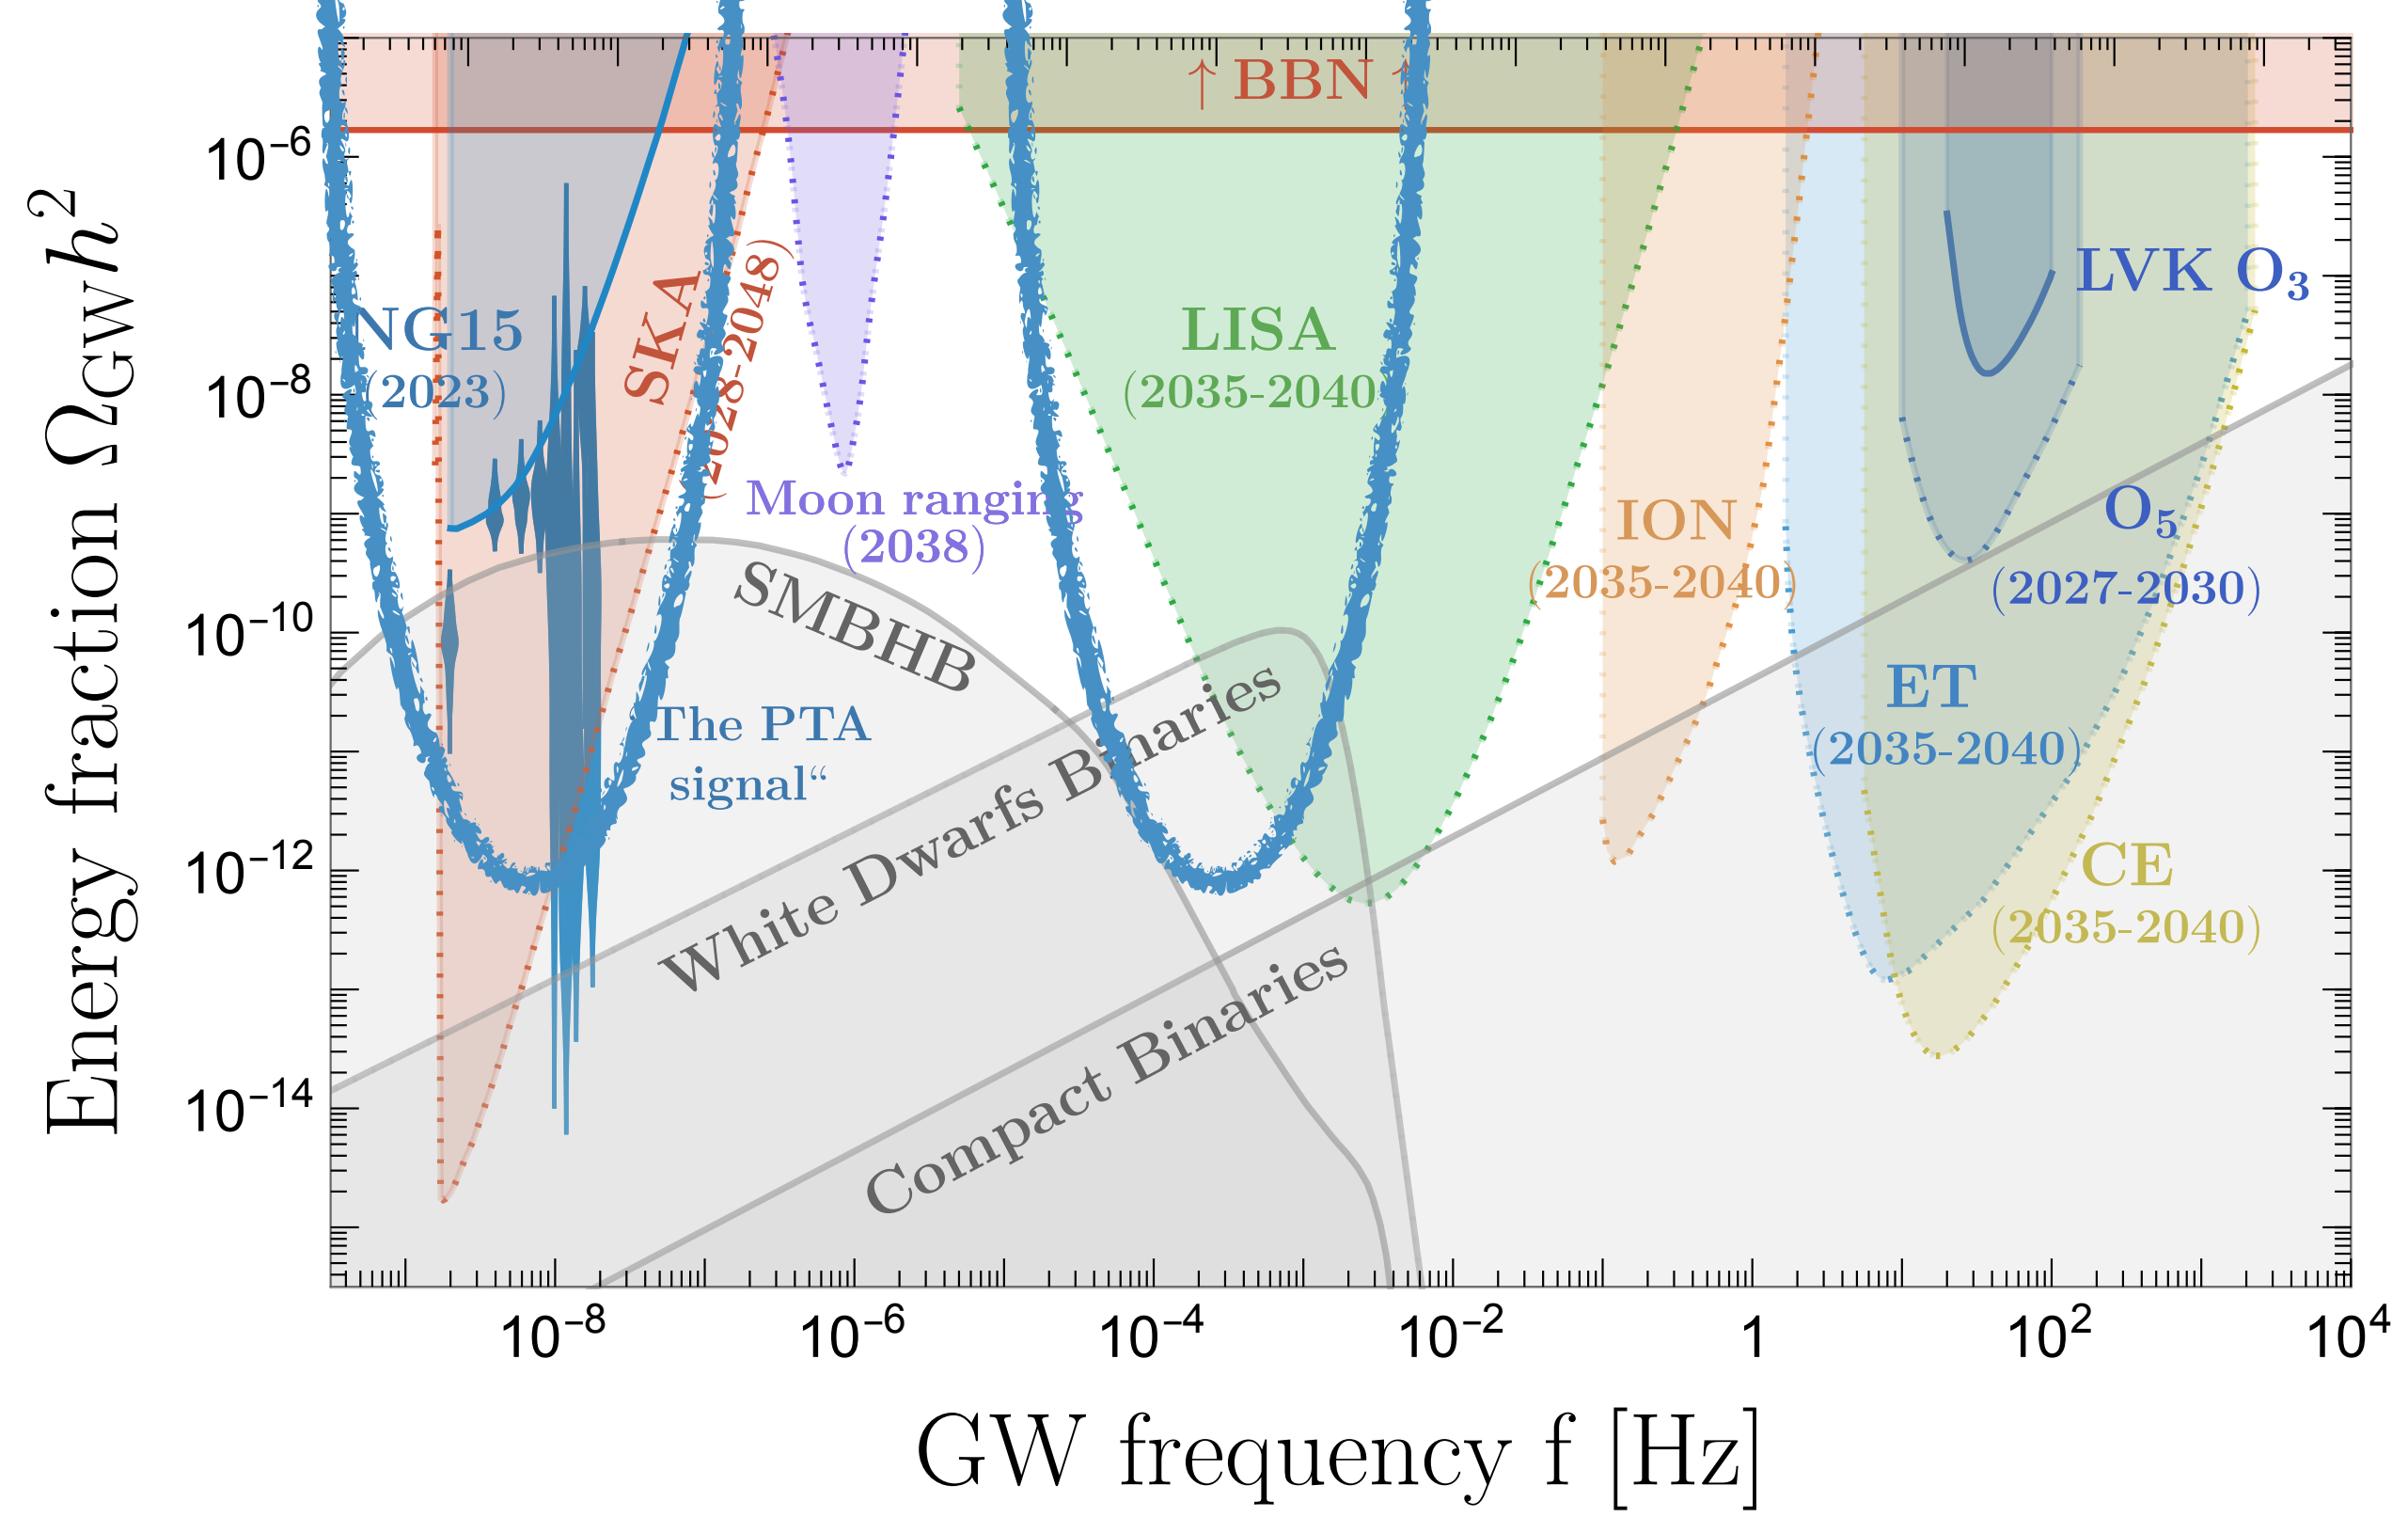 ↑ BBN ↑
10⁻⁶
10⁻⁸
10⁻¹⁰
10⁻¹²
10⁻¹⁴
Energy fraction Ω_GW h²
NG15
(2023)
SKA
(2028-2048)
Moon ranging
(2038)
LISA
(2035-2040)
ION
(2035-2040)
LVK O₃
O₅
(2027-2030)
ET
(2035-2040)
CE
(2035-2040)
SMBHB
The PTA
signal“
White Dwarfs Binaries
Compact Binaries
10⁻⁸
10⁻⁶
10⁻⁴
10⁻²
1
10²
10⁴
GW frequency f [Hz]